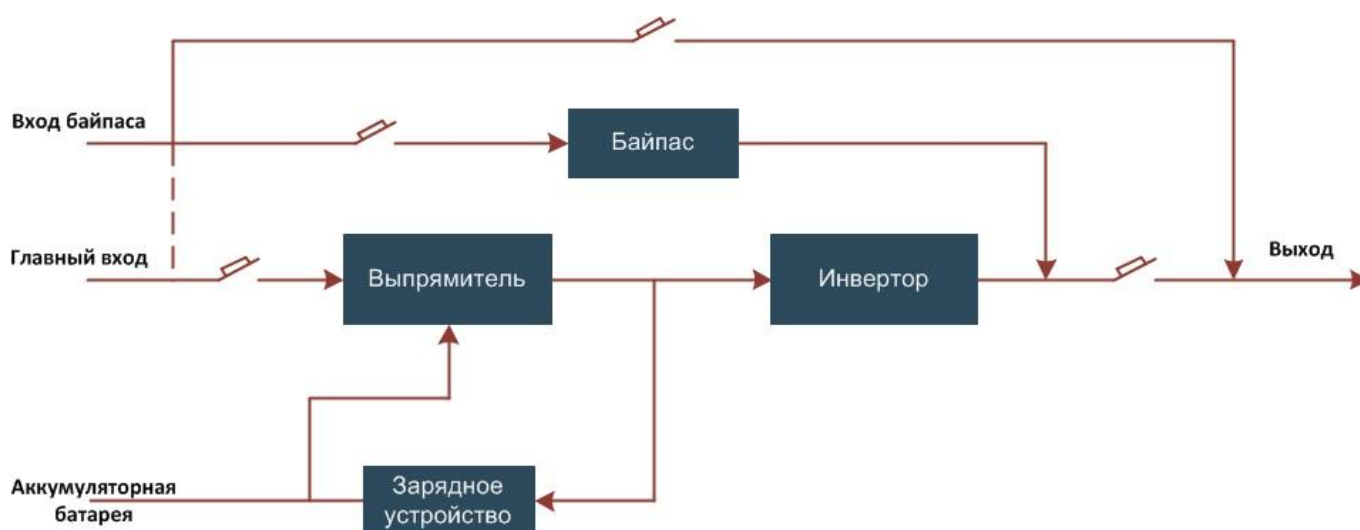 Вход байпаса
Байпас
Главный вход
Выпрямитель
Инвертор
Выход
Аккумуляторная
батарея
Зарядное
устройство